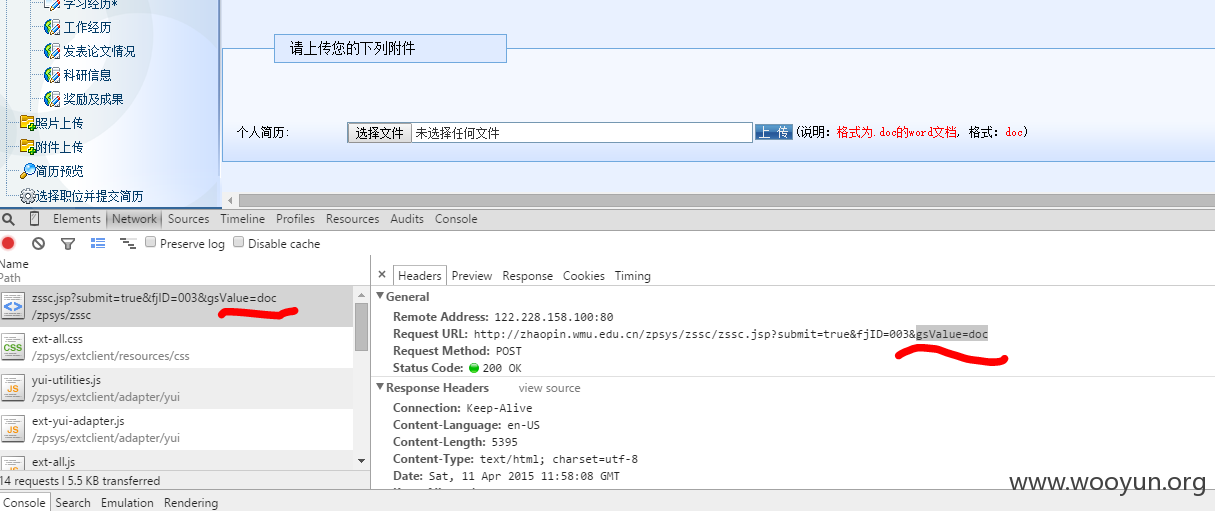 学习经历*
工作经历
发表论文情况
科研信息
奖励及成果
照片上传
附件上传
简历预览
选择职位并提交简历
请上传您的下列附件
个人简历: 选择文件 未选择任何文件 上 传 (说明：格式为.doc的word文档, 格式：doc)
Elements Network Sources Timeline Profiles Resources Audits Console
Preserve log Disable cache
Name
Path
zssc.jsp?submit=true&fjID=003&gsValue=doc
/zpsys/zssc
ext-all.css
/zpsys/extclient/resources/css
yui-utilities.js
/zpsys/extclient/adapter/yui
ext-yui-adapter.js
/zpsys/extclient/adapter/yui
ext-all.js
14 requests | 5.5 KB transferred
× Headers Preview Response Cookies Timing
General
Remote Address: 122.228.158.100:80
Request URL: http://zhaopin.wmu.edu.cn/zpsys/zssc/zssc.jsp?submit=true&fjID=003&gsValue=doc
Request Method: POST
Status Code: 200 OK
Response Headers view source
Connection: Keep-Alive
Content-Language: en-US
Content-Length: 5395
Content-Type: text/html; charset=utf-8
Date: Sat, 11 Apr 2015 11:58:08 GMT
www.wooyun.org
Console Search Emulation Rendering